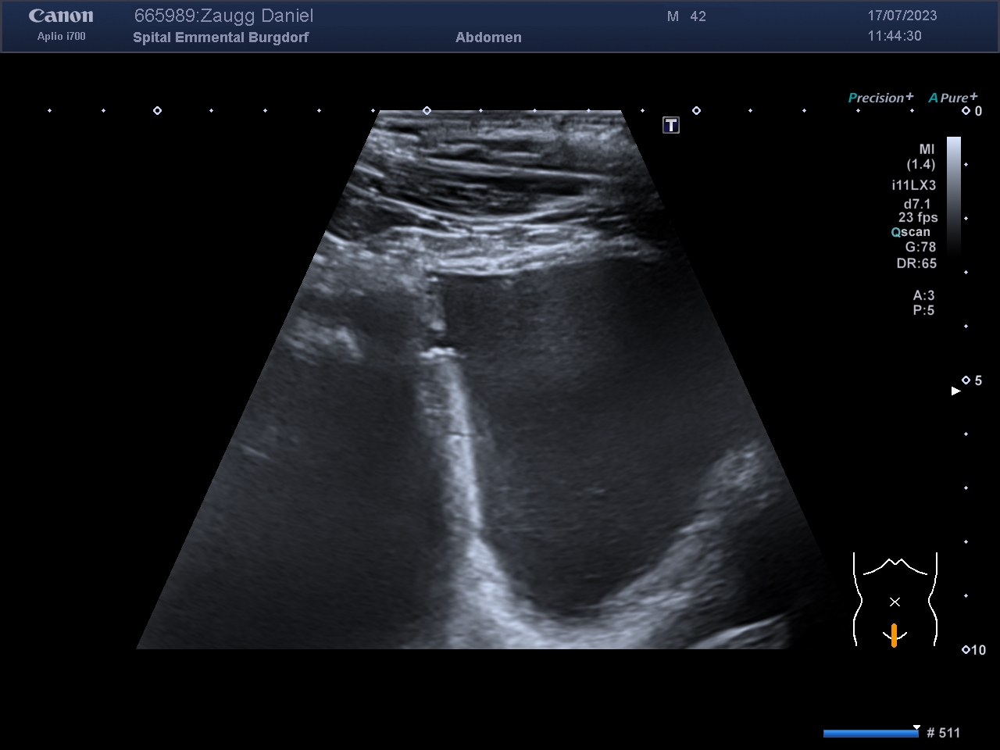 Canon
665989:Zaugg Daniel
M 42
17/07/2023
Aplio i700
Spital Emmental Burgdorf
Abdomen
11:44:30
Precision+ APure+
0
T
MI
(1.4)
i11LX3
d7.1
23 fps
Qscan
G:78
DR:65
A:3
P:5
5
10
# 511